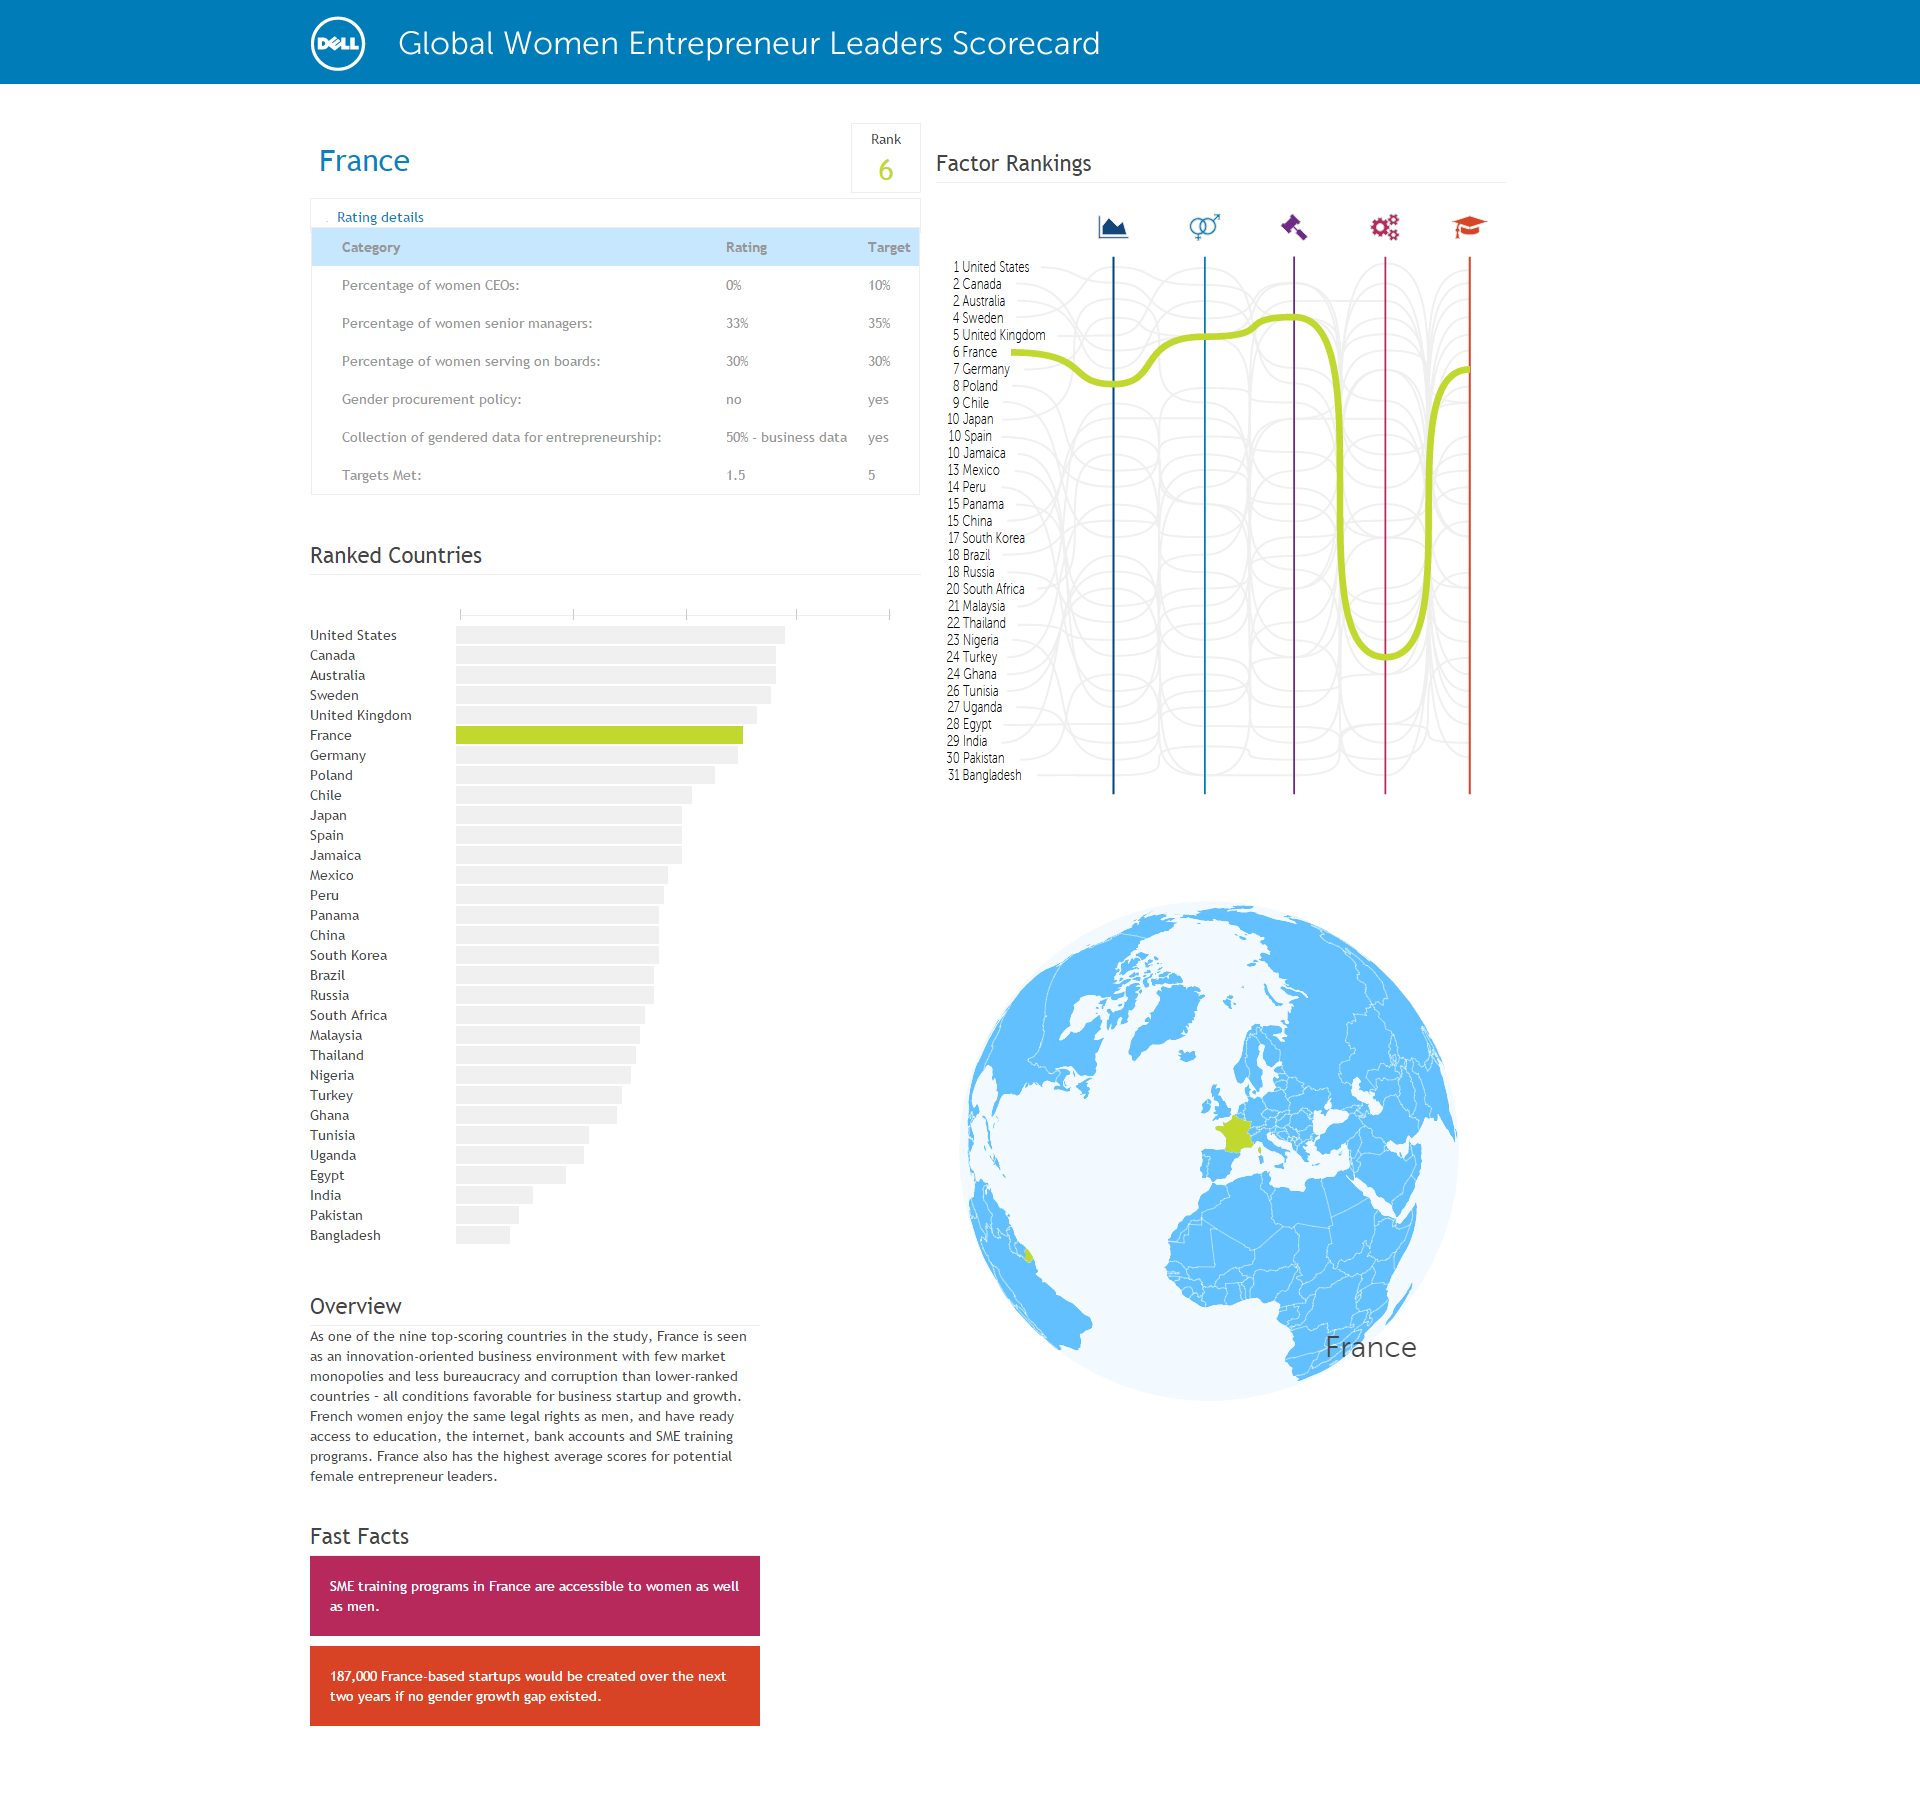 DELL
Global Women Entrepreneur Leaders Scorecard
France
Rank
6
Rating details
Category Rating Target
Percentage of women CEOs: 0% 10%
Percentage of women senior managers: 33% 35%
Percentage of women serving on boards: 30% 30%
Gender procurement policy: no yes
Collection of gendered data for entrepreneurship: 50% - business data yes
Targets Met: 1.5 5
Ranked Countries
United States
Canada
Australia
Sweden
United Kingdom
France
Germany
Poland
Chile
Japan
Spain
Jamaica
Mexico
Peru
Panama
China
South Korea
Brazil
Russia
South Africa
Malaysia
Thailand
Nigeria
Turkey
Ghana
Tunisia
Uganda
Egypt
India
Pakistan
Bangladesh
Overview
As one of the nine top-scoring countries in the study, France is seen
as an innovation-oriented business environment with few market
monopolies and less bureaucracy and corruption than lower-ranked
countries – all conditions favorable for business startup and growth.
French women enjoy the same legal rights as men, and have ready
access to education, the internet, bank accounts and SME training
programs. France also has the highest average scores for potential
female entrepreneur leaders.
Fast Facts
SME training programs in France are accessible to women as well
as men.
187,000 France-based startups would be created over the next
two years if no gender growth gap existed.
Factor Rankings
1 United States
2 Canada
2 Australia
4 Sweden
5 United Kingdom
6 France
7 Germany
8 Poland
9 Chile
10 Japan
10 Spain
10 Jamaica
13 Mexico
14 Peru
15 Panama
15 China
17 South Korea
18 Brazil
18 Russia
20 South Africa
21 Malaysia
22 Thailand
23 Nigeria
24 Turkey
24 Ghana
26 Tunisia
27 Uganda
28 Egypt
29 India
30 Pakistan
31 Bangladesh
France